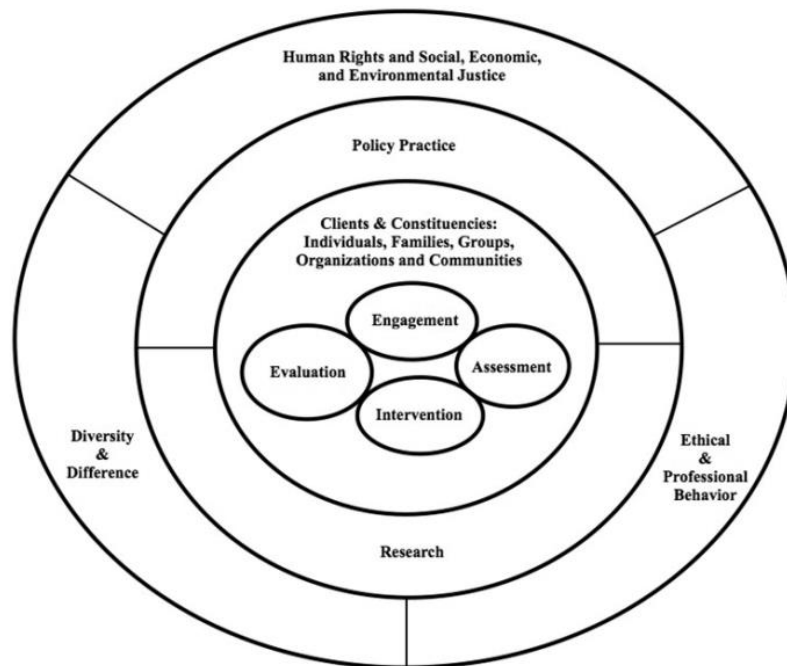 Human Rights and Social, Economic,
and Environmental Justice
Policy Practice
Clients & Constituencies:
Individuals, Families, Groups,
Organizations and Communities
Engagement
Evaluation
Assessment
Intervention
Diversity
&
Difference
Ethical
&
Professional
Behavior
Research